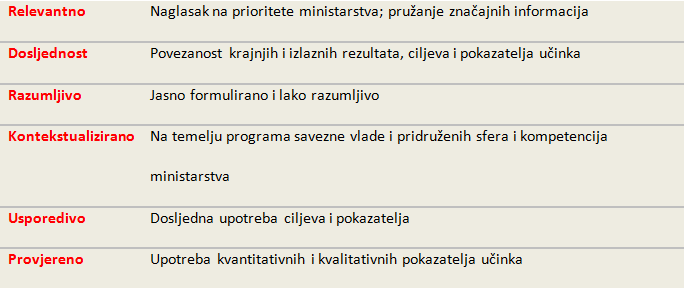 Relevantno Naglasak na prioritete ministarstva; pružanje značajnih informacija
Dosljednost Povezanost krajnjih i izlaznih rezultata, ciljeva i pokazatelja učinka
Razumljivo Jasno formulirano i lako razumljivo
Kontekstualizirano Na temelju programa savezne vlade i pridruženih sfera i kompetencija
ministarstva
Usporedivo Dosljedna upotreba ciljeva i pokazatelja
Provjereno Upotreba kvantitativnih i kvalitativnih pokazatelja učinka